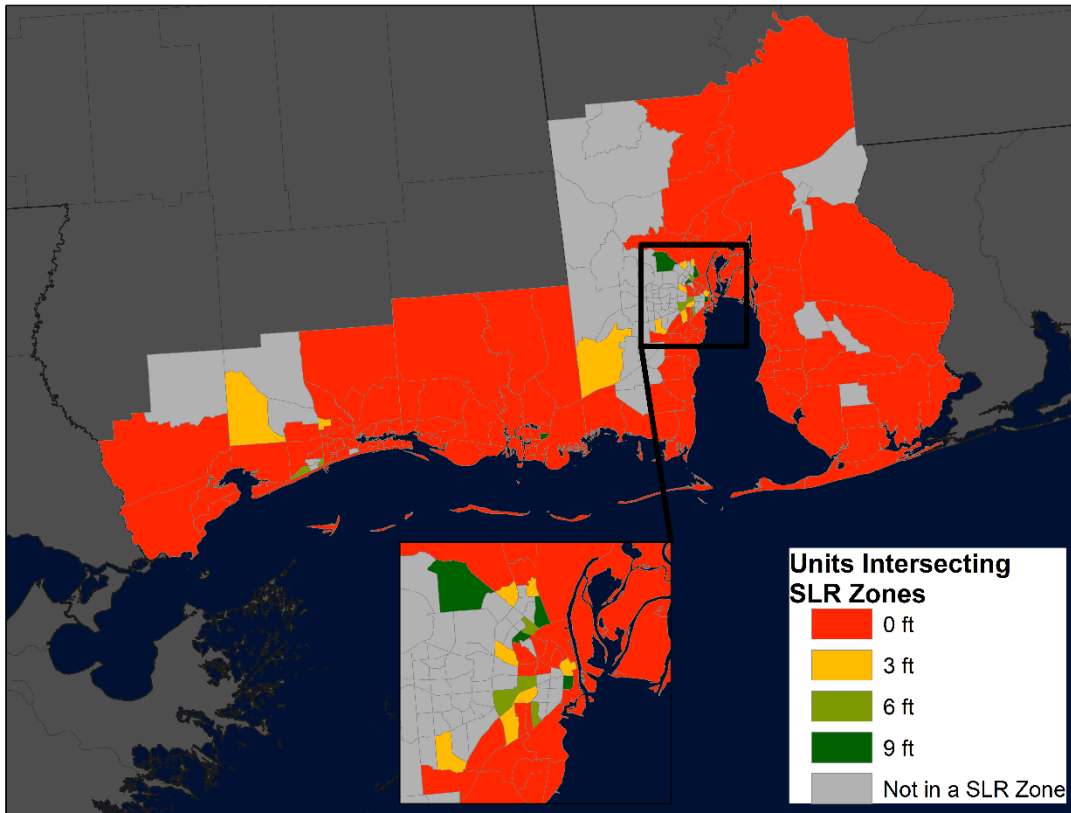 Units Intersecting
SLR Zones
0 ft
3 ft
6 ft
9 ft
Not in a SLR Zone